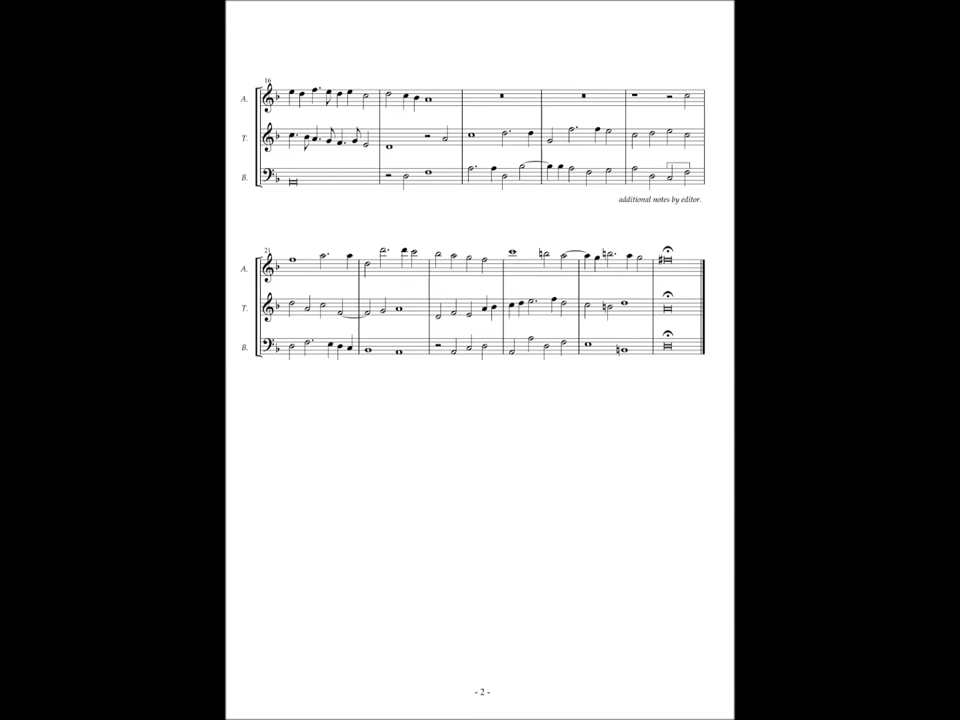 16
A.
T.
B.
additional notes by editor.
21
A.
T.
B.
- 2 -